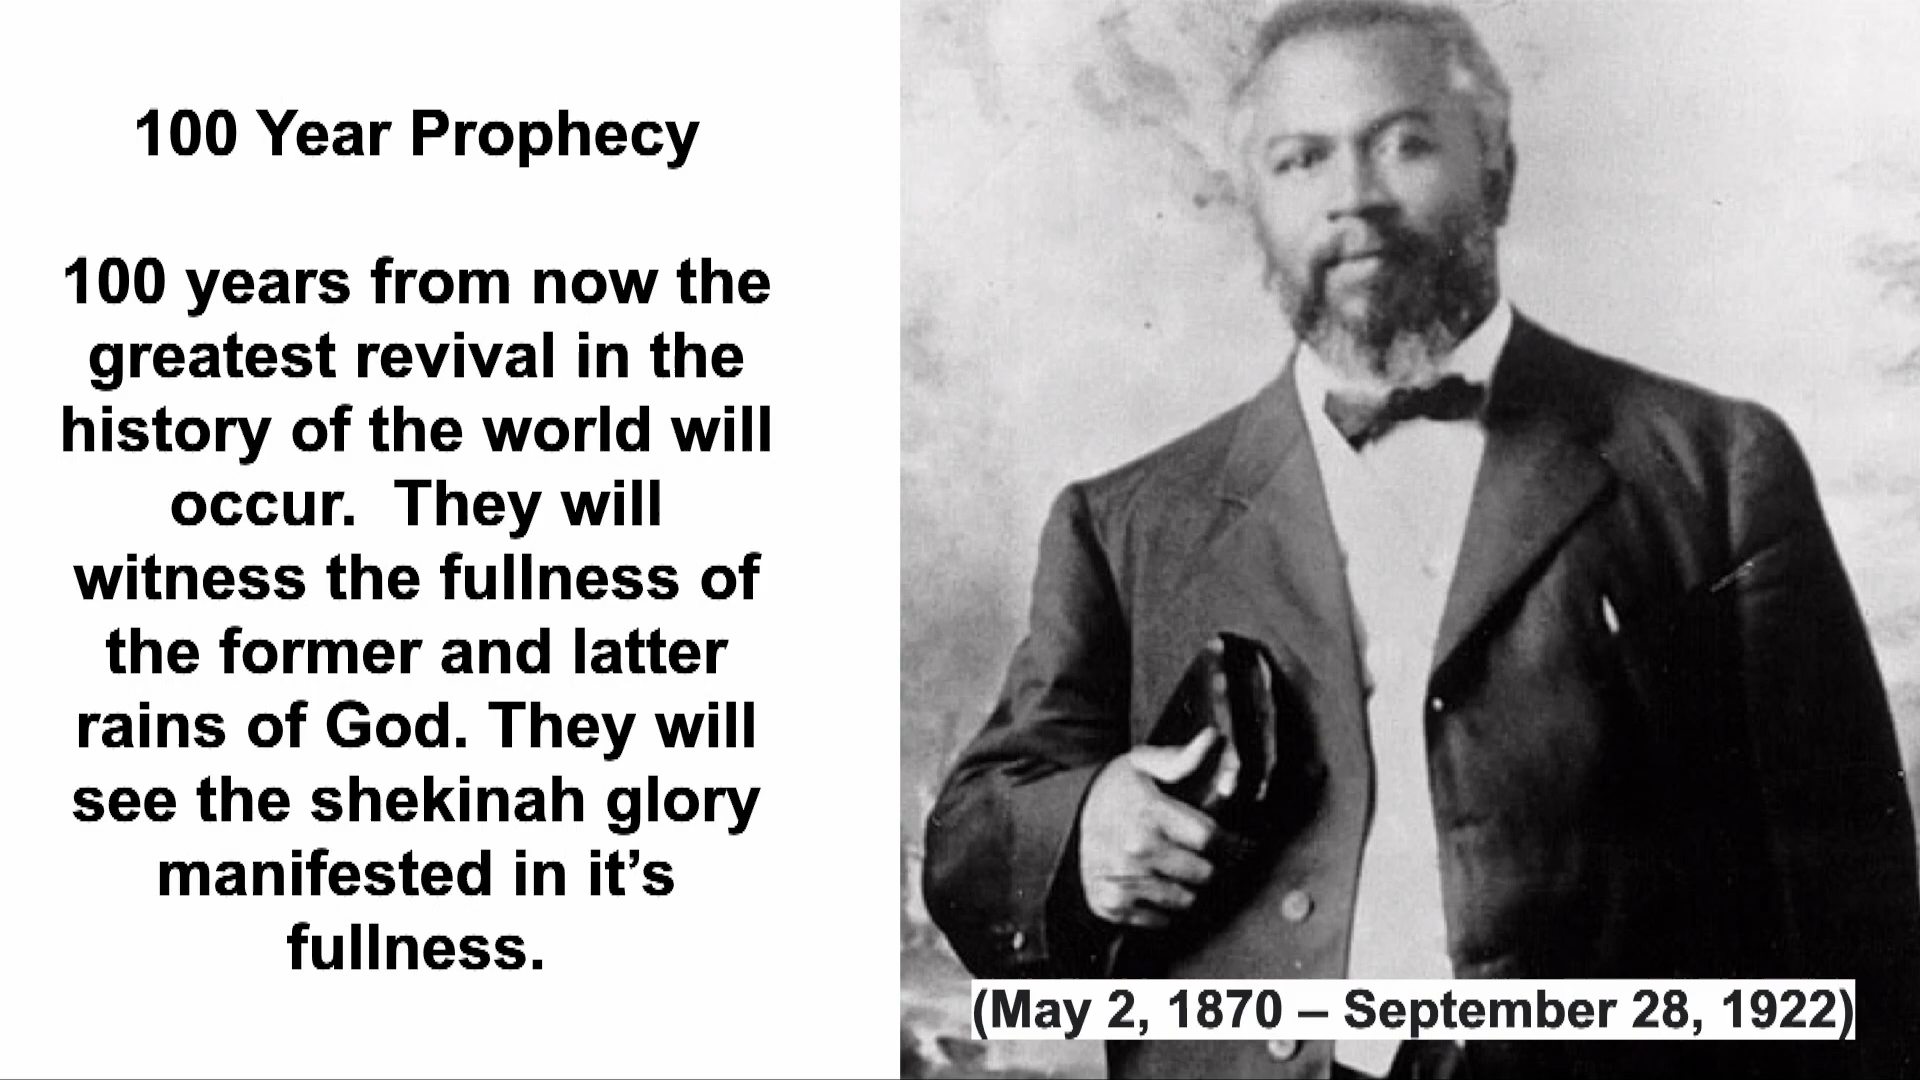 100 Year Prophecy
100 years from now the
greatest revival in the
history of the world will
occur.  They will
witness the fullness of
the former and latter
rains of God. They will
see the shekinah glory
manifested in it’s
fullness.
(May 2, 1870 – September 28, 1922)